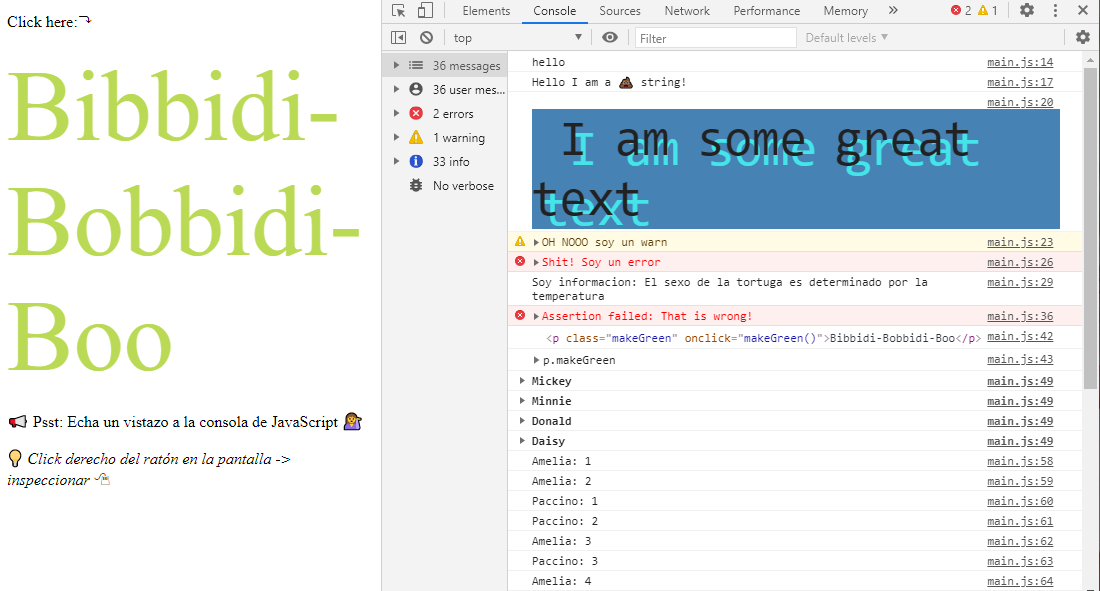 Click here:⤵
Bibbidi-
Bobbidi-
Boo
📢 Psst: Echa un vistazo a la consola de JavaScript 💁‍♀️
💡 Click derecho del ratón en la pantalla ->
inspeccionar 🖱
Elements Console Sources Network Performance Memory » 2 1
top Filter Default levels ▼
36 messages
36 user mes...
2 errors
1 warning
33 info
No verbose
hello main.js:14
Hello I am a 💩 string! main.js:17
main.js:20
I am some great
text
OH NOOO soy un warn main.js:23
Shit! Soy un error main.js:26
Soy informacion: El sexo de la tortuga es determinado por la main.js:29
temperatura
Assertion failed: That is wrong! main.js:36
<p class="makeGreen" onclick="makeGreen()">Bibbidi-Bobbidi-Boo</p> main.js:42
p.makeGreen main.js:43
Mickey main.js:49
Minnie main.js:49
Donald main.js:49
Daisy main.js:49
Amelia: 1 main.js:58
Amelia: 2 main.js:59
Paccino: 1 main.js:60
Paccino: 2 main.js:61
Amelia: 3 main.js:62
Paccino: 3 main.js:63
Amelia: 4 main.js:64